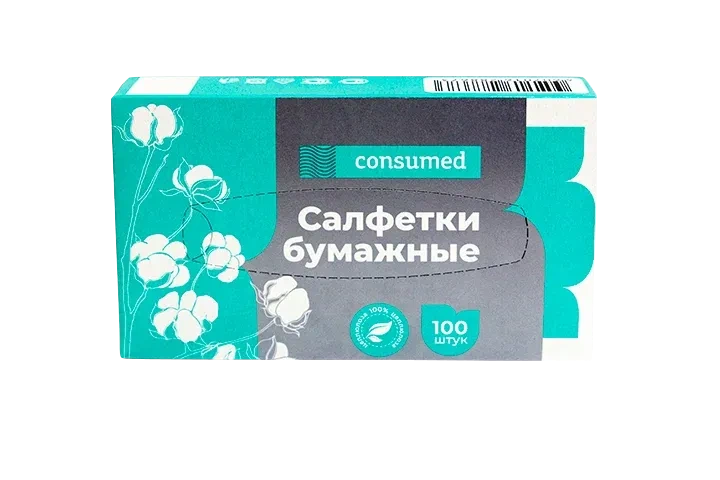 consumed
Салфетки
бумажные
100% целлюлоза
100
штук